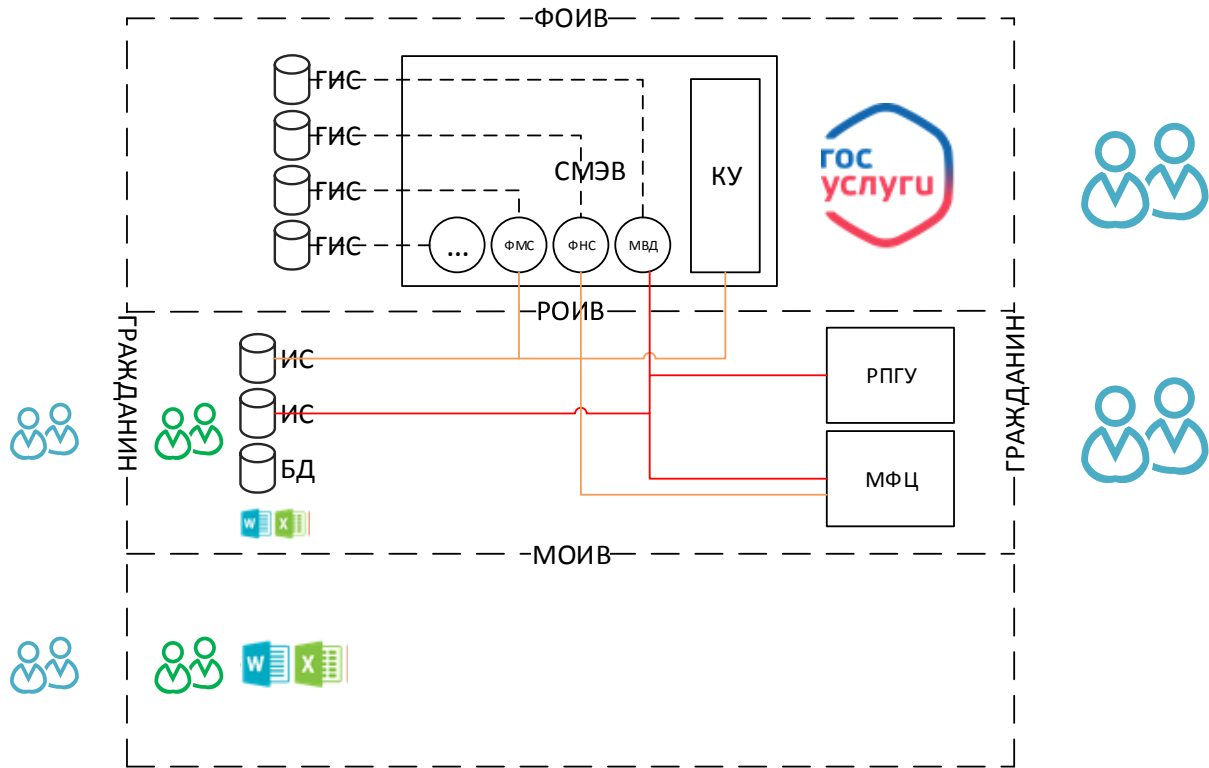 ФОИВ
ГИС
ГИС
ГИС
ГИС
СМЭВ
КУ
...
ФМС
ФНС
МВД
гос
услуги
РОИВ
ГРАЖДАНИН
ГРАЖДАНИН
ИС
ИС
БД
W
X
РПГУ
МФЦ
МОИВ
W
X